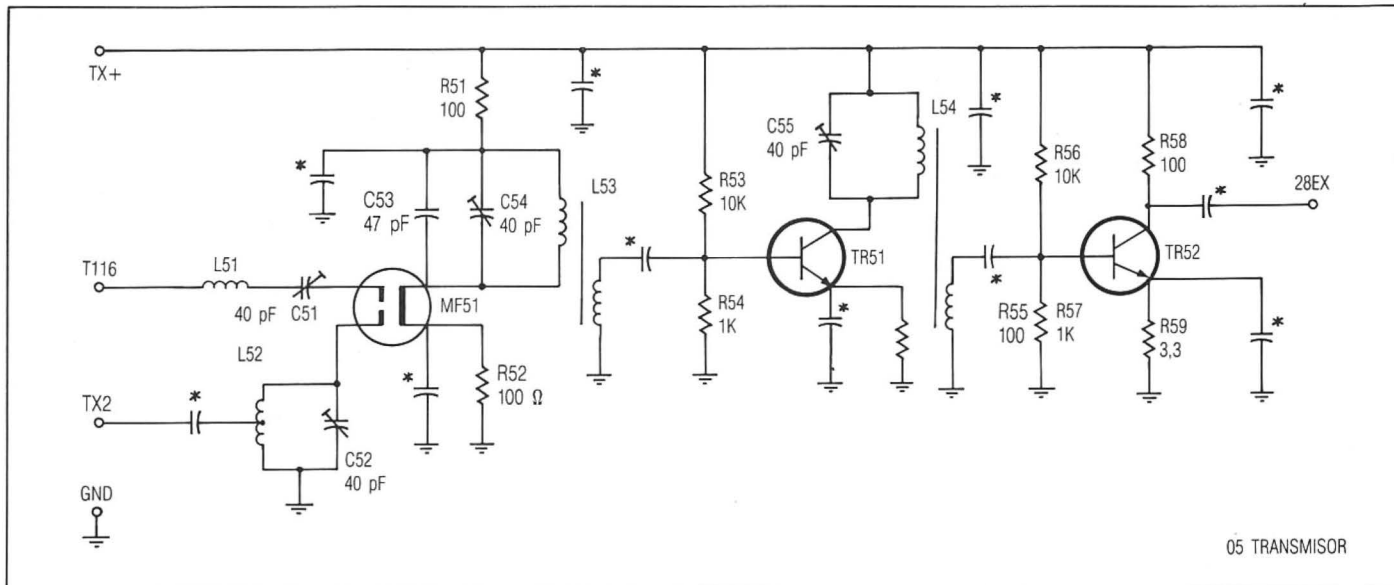 TX+
R51
100
*
*
C53
47 pF
C54
40 pF
L53
T116
L51
40 pF
C51
MF51
L52
TX2
*
*
R52
100 Ω
C52
40 pF
GND
*
R53
10K
R54
1K
C55
40 pF
L54
TR51
*
*
*
R56
10K
R55
100
R57
1K
R58
100
*
*
28EX
TR52
R59
3,3
*
05 TRANSMISOR